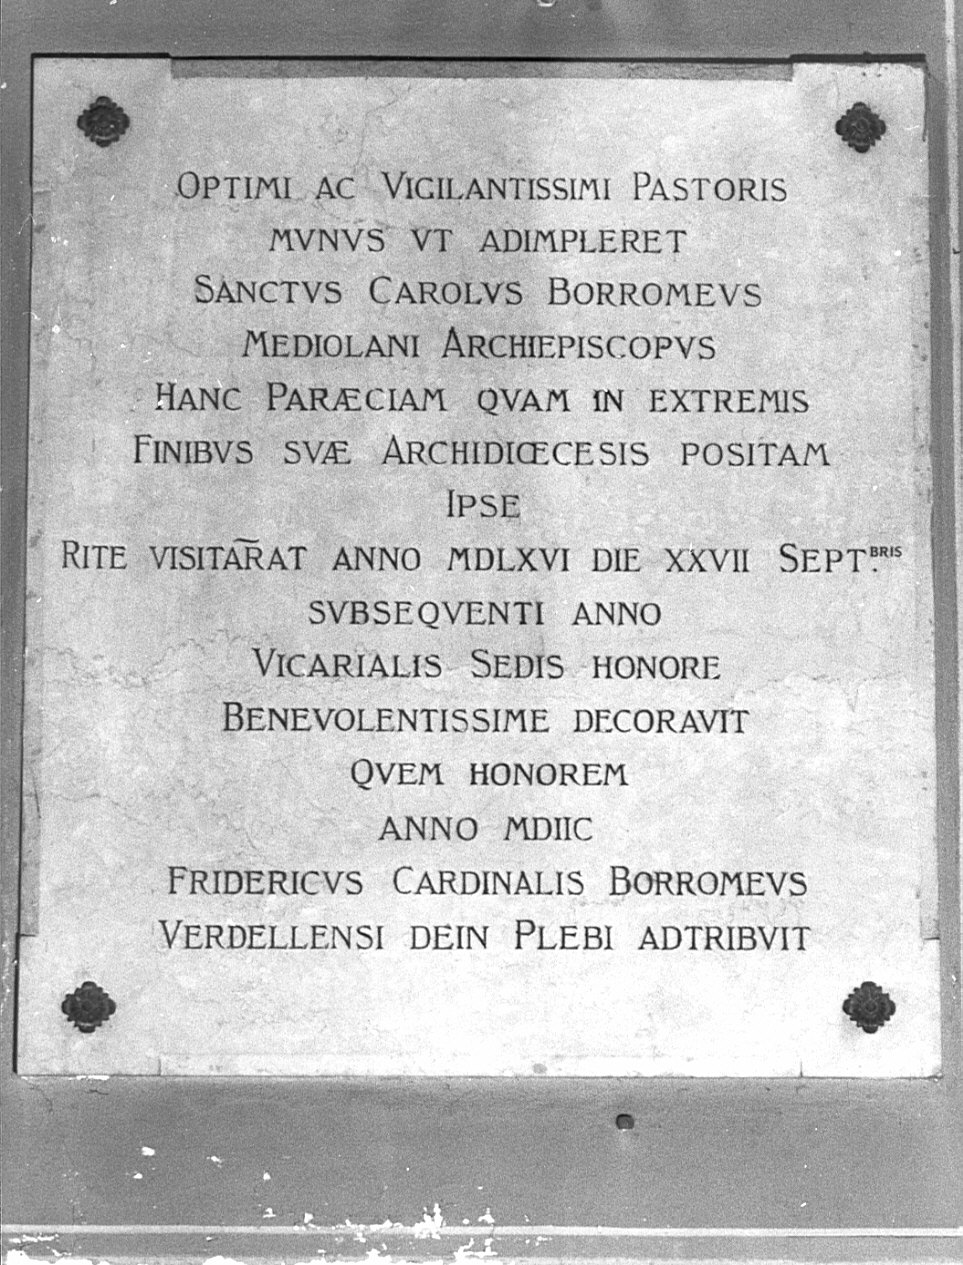 OPTIMI AC VIGILANTISSIMI PASTORIS
MVNVS VT ADIMPLERET
SANCTVS CAROLVS BORROMEVS
MEDIOLANI ARCHIEPISCOPVS
HANC PARÆCIAM QVAM IN EXTREMIS
FINIBVS SVÆ ARCHIDIŒCESIS POSITAM
IPSE
RITE VISITAR̄AT ANNO MDLXVI DIE XXVII SEPT.BRIS
SVBSEQVENTI ANNO
VICARIALIS SEDIS HONORE
BENEVOLENTISSIME DECORAVIT
QVEM HONOREM
ANNO MDIIC
FRIDERICVS CARDINALIS BORROMEVS
VERDELLENSI DEIN PLEBI ADTRIBVIT